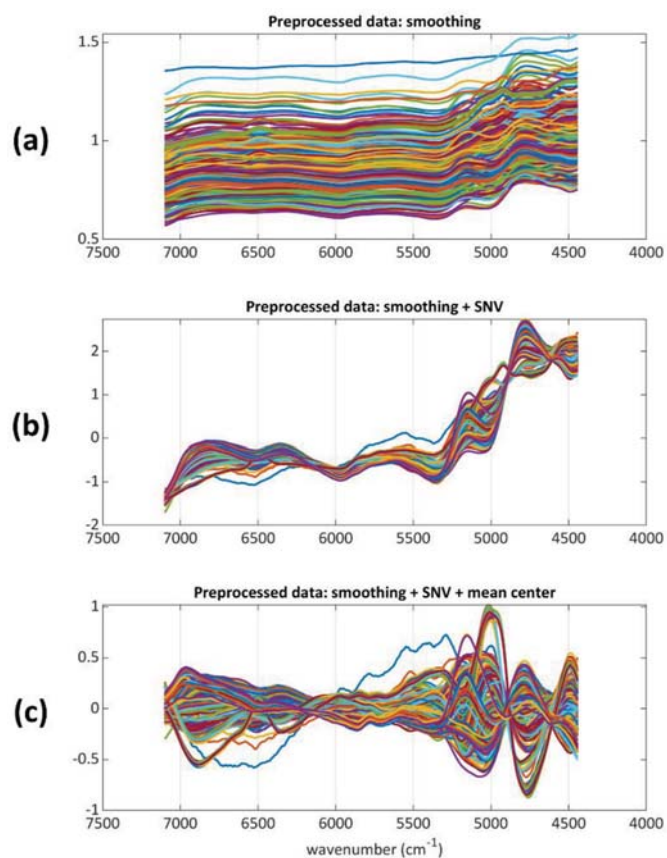 Preprocessed data: smoothing
1.5
(a)
1
0.5
7500 7000 6500 6000 5500 5000 4500 4000
Preprocessed data: smoothing + SNV
2
1
(b)
0
-1
-2
7500 7000 6500 6000 5500 5000 4500 4000
Preprocessed data: smoothing + SNV + mean center
1
0.5
(c)
0
-0.5
-1
7500 7000 6500 6000 5500 5000 4500 4000
wavenumber (cm⁻¹)